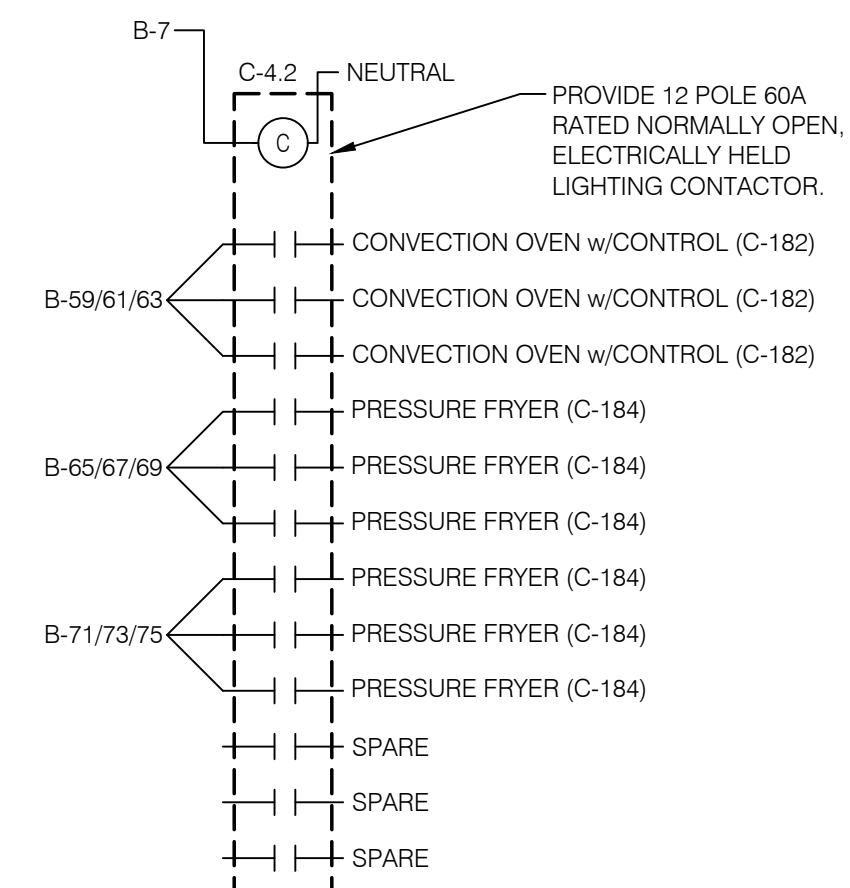 B-7
C-4.2
NEUTRAL
PROVIDE 12 POLE 60A
RATED NORMALLY OPEN,
ELECTRICALLY HELD
LIGHTING CONTACTOR.
C
B-59/61/63
CONVECTION OVEN w/CONTROL (C-182)
CONVECTION OVEN w/CONTROL (C-182)
CONVECTION OVEN w/CONTROL (C-182)
B-65/67/69
PRESSURE FRYER (C-184)
PRESSURE FRYER (C-184)
PRESSURE FRYER (C-184)
B-71/73/75
PRESSURE FRYER (C-184)
PRESSURE FRYER (C-184)
PRESSURE FRYER (C-184)
SPARE
SPARE
SPARE